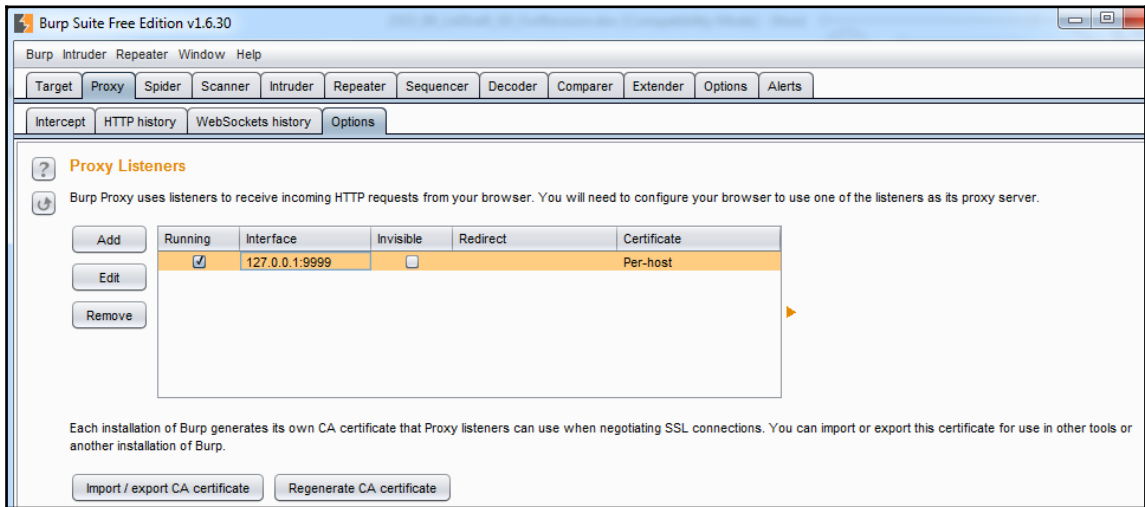 Burp Suite Free Edition v1.6.30
Burp Intruder Repeater Window Help
Target Proxy Spider Scanner Intruder Repeater Sequencer Decoder Comparer Extender Options Alerts
Intercept HTTP history WebSockets history Options
? Proxy Listeners
Burp Proxy uses listeners to receive incoming HTTP requests from your browser. You will need to configure your browser to use one of the listeners as its proxy server.
Add Running Interface Invisible Redirect Certificate
127.0.0.1:9999 Per-host
Edit
Remove
Each installation of Burp generates its own CA certificate that Proxy listeners can use when negotiating SSL connections. You can import or export this certificate for use in other tools or
another installation of Burp.
Import / export CA certificate Regenerate CA certificate